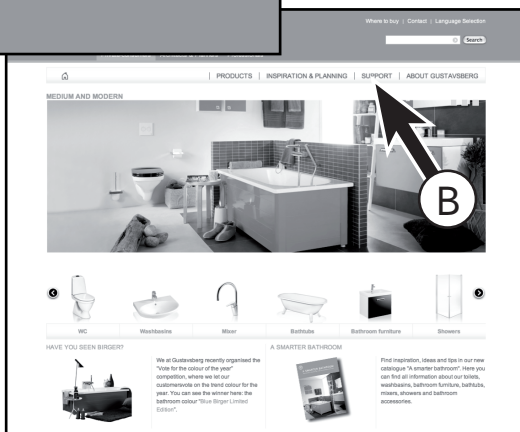 Where to buy | Contact | Language Selection
Search
PRODUCTS | INSPIRATION & PLANNING | SUPPORT | ABOUT GUSTAVSBERG
MEDIUM AND MODERN
B
WC Washbasins Mixer Bathtubs Bathroom furniture Showers
HAVE YOU SEEN BIRGER?
We at Gustavsberg recently organised the
"Vote for the colour of the year"
competition, where we let our
customersvote on the trend colour for the
year. You can see the winner here: the
bathroom colour "Blue Birger Limited
Edition".
A SMARTER BATHROOM
Find inspiration, ideas and tips in our new
catalogue "A smarter bathroom". Here you
can find all information about our toilets,
washbasins, bathroom furniture, bathtubs,
mixers, showers and bathroom
accessories.